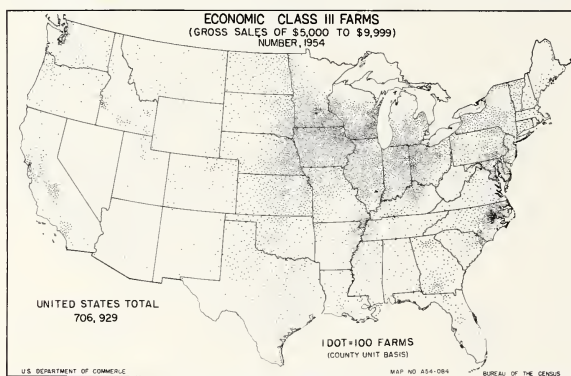 ECONOMIC CLASS III FARMS
(GROSS SALES OF $5,000 TO $9,999)
NUMBER, 1954
UNITED STATES TOTAL
706,929
1 DOT=100 FARMS
(COUNTY UNIT BASIS)
U.S. DEPARTMENT OF COMMERCE
MAP NO. A54-084
BUREAU OF THE CENSUS